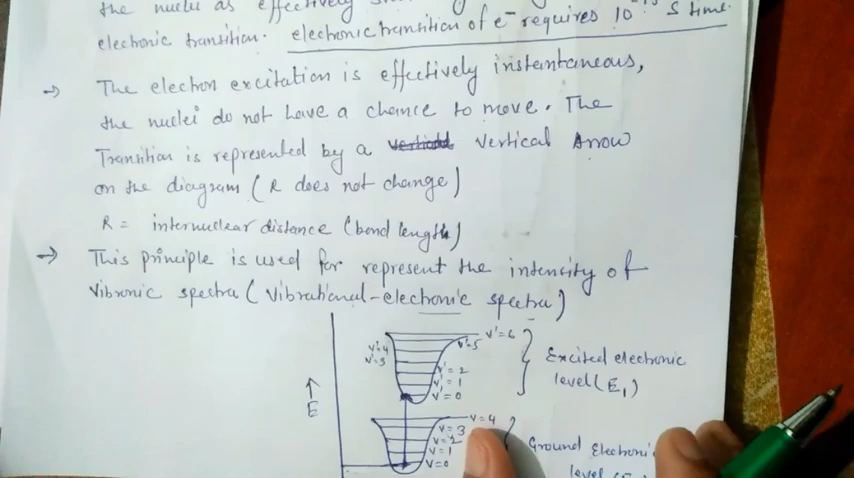 the nuclei as effectively
electronic transition. electronic transition of e⁻ requires 10⁻¹⁵ s time.
→ The electron excitation is effectively instantaneous,
the nuclei do not have a chance to move. The
Transition is represented by a vertical Arrow
on the diagram (R does not change)
R = internuclear distance (bond length)
→ This principle is used for represent the intensity of
Vibronic spectra (Vibrational-electronic spectra)
V'=6
V'=4
V'=5
V'=3
V'=2
V'=1
V'=0
Excited electronic
level (E₁)
↑
E
V=4
V=3
V=2
V=1
V=0
Ground Electronic
level